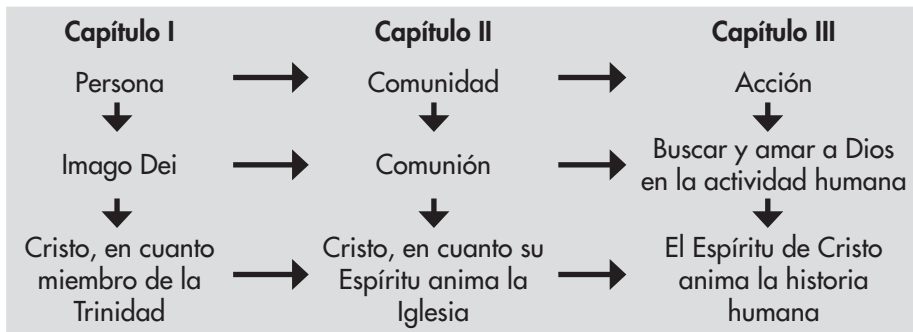 Capítulo I Capítulo II Capítulo III
Persona Comunidad Acción
Imago Dei Comunión Buscar y amar a Dios
en la actividad humana
Cristo, en cuanto
miembro de la
Trinidad
Cristo, en cuanto su
Espíritu anima la
Iglesia
El Espíritu de Cristo
anima la historia
humana